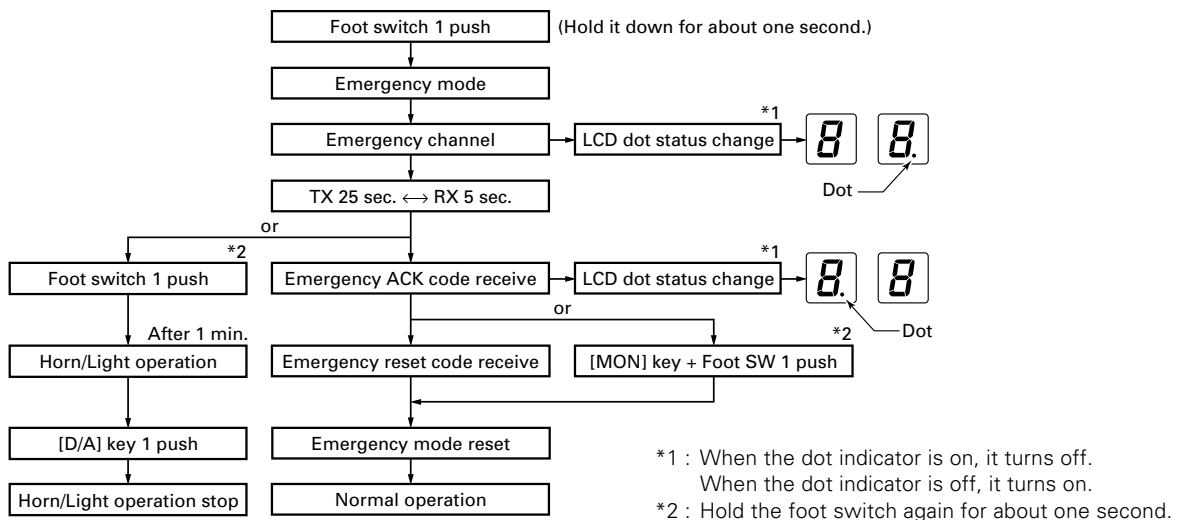 Foot switch 1 push (Hold it down for about one second.)
Emergency mode
*1
Emergency channel LCD dot status change 8 8.
Dot
TX 25 sec. ↔ RX 5 sec.
or
*2 *1
Foot switch 1 push Emergency ACK code receive LCD dot status change 8. 8
or
After 1 min. *2 Dot
Horn/Light operation Emergency reset code receive [MON] key + Foot SW 1 push
[D/A] key 1 push Emergency mode reset
*1 : When the dot indicator is on, it turns off.
When the dot indicator is off, it turns on.
Horn/Light operation stop Normal operation
*2 : Hold the foot switch again for about one second.